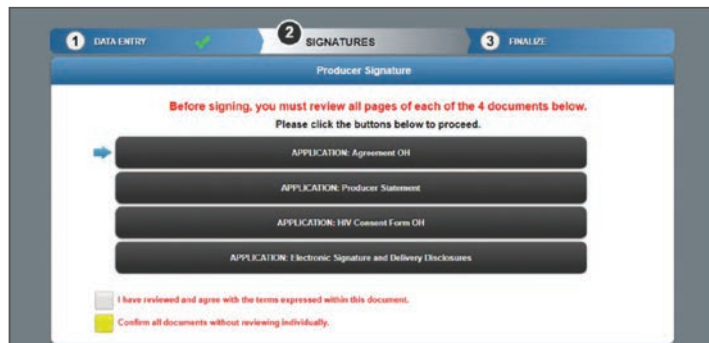 1 DATA ENTRY
2 SIGNATURES
3 FINALIZE
Producer Signature
Before signing, you must review all pages of each of the 4 documents below.
Please click the buttons below to proceed.
APPLICATION: Agreement OH
APPLICATION: Producer Statement
APPLICATION: HIV Consent Form OH
APPLICATION: Electronic Signature and Delivery Disclosures
I have reviewed and agree with the terms expressed within this document.
Confirm all documents without reviewing individually.